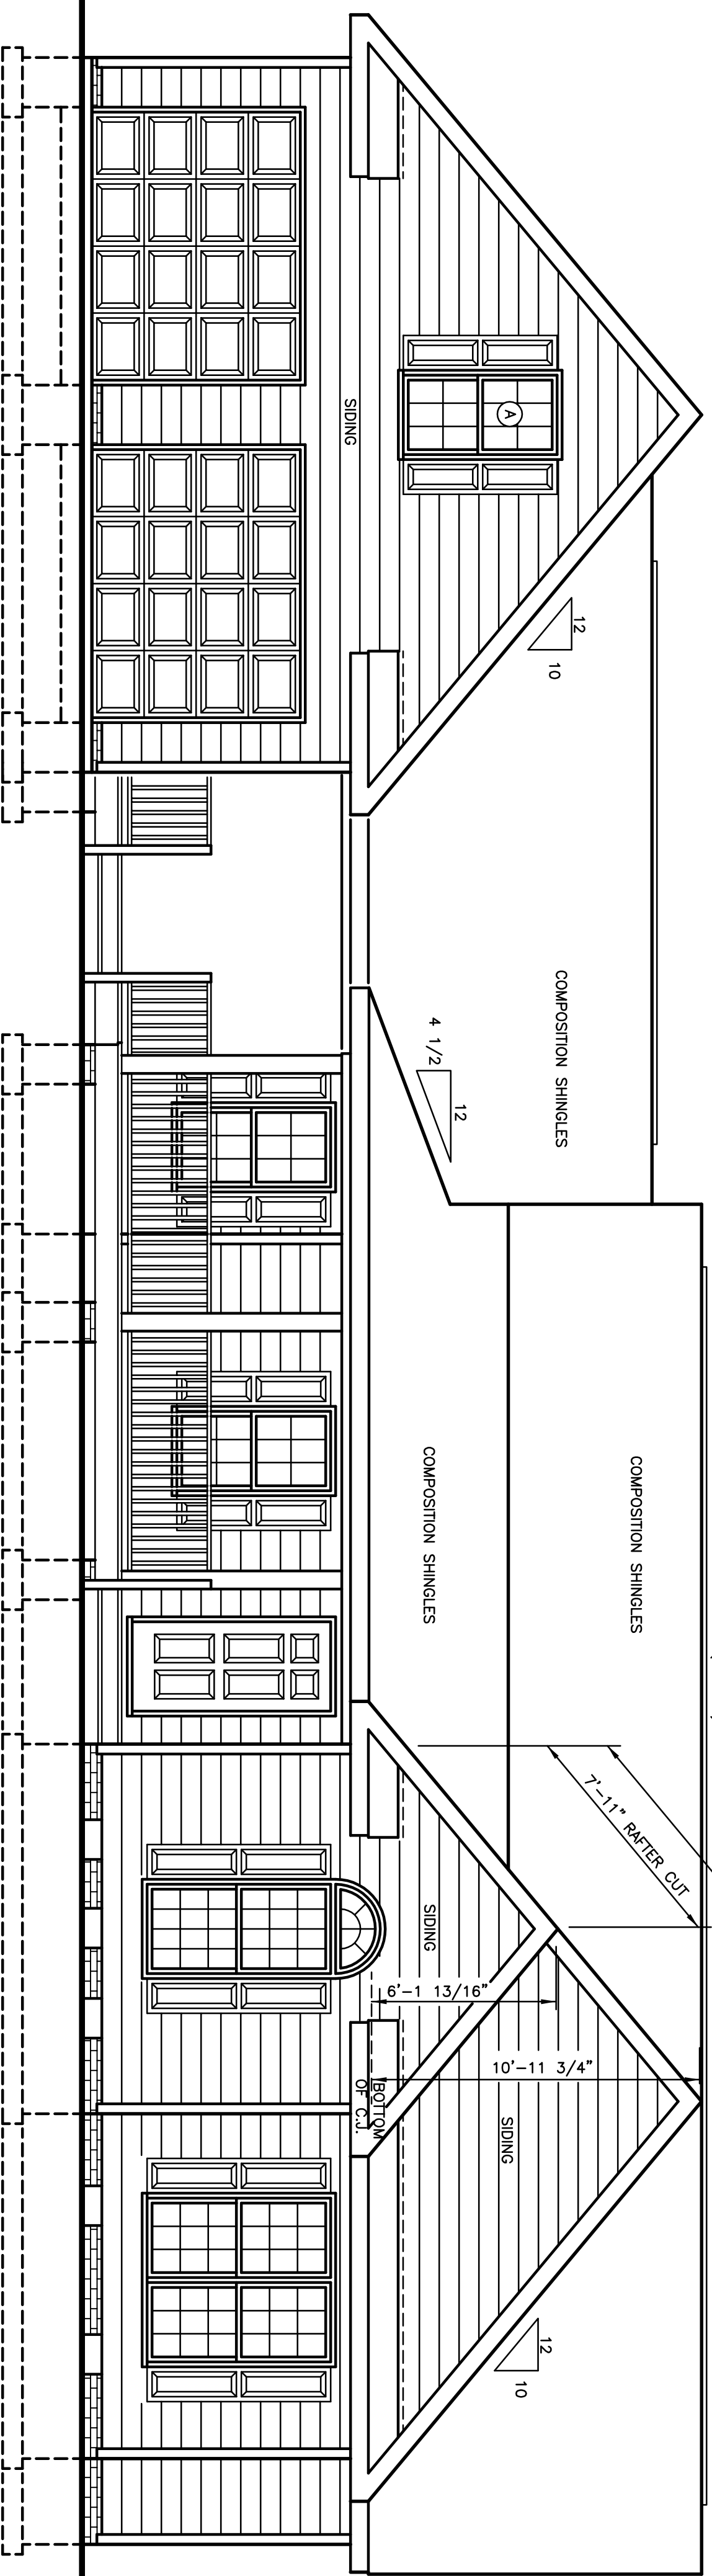 A
SIDING
12
10
COMPOSITION SHINGLES
4 1/2
12
COMPOSITION SHINGLES
COMPOSITION SHINGLES
7'-11" RAFTER CUT
SIDING
6'-1 13/16"
10'-11 3/4"
BOTTOM
OF C.J.
SIDING
12
10